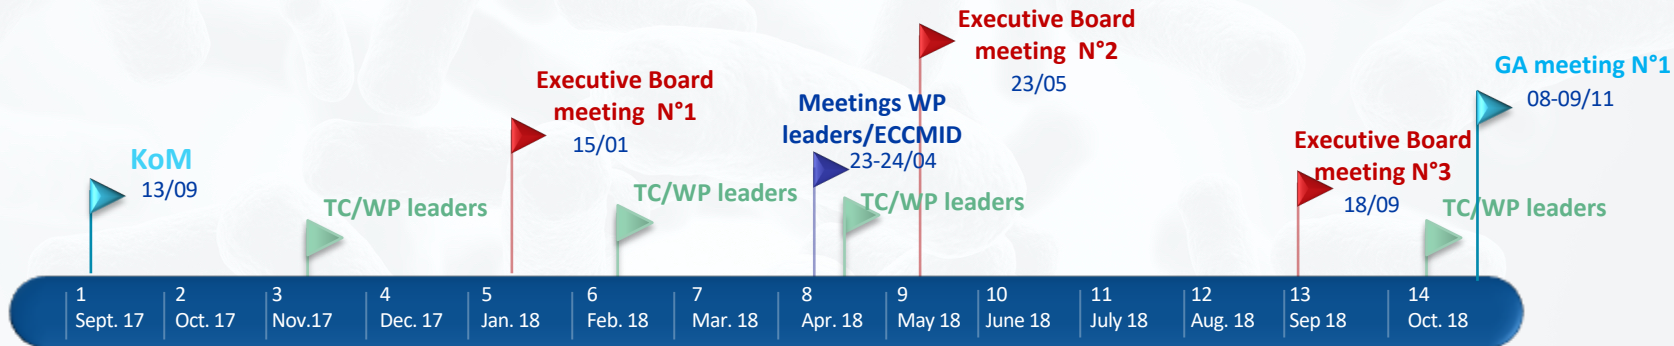 Executive Board
meeting N°2
23/05
GA meeting N°1
08-09/11
Executive Board
meeting N°1
15/01
Meetings WP
leaders/ECCMID
23-24/04
Executive Board
meeting N°3
18/09
KoM
13/09
TC/WP leaders
TC/WP leaders
TC/WP leaders
TC/WP leaders
1
Sept. 17
2
Oct. 17
3
Nov.17
4
Dec. 17
5
Jan. 18
6
Feb. 18
7
Mar. 18
8
Apr. 18
9
May 18
10
June 18
11
July 18
12
Aug. 18
13
Sep 18
14
Oct. 18